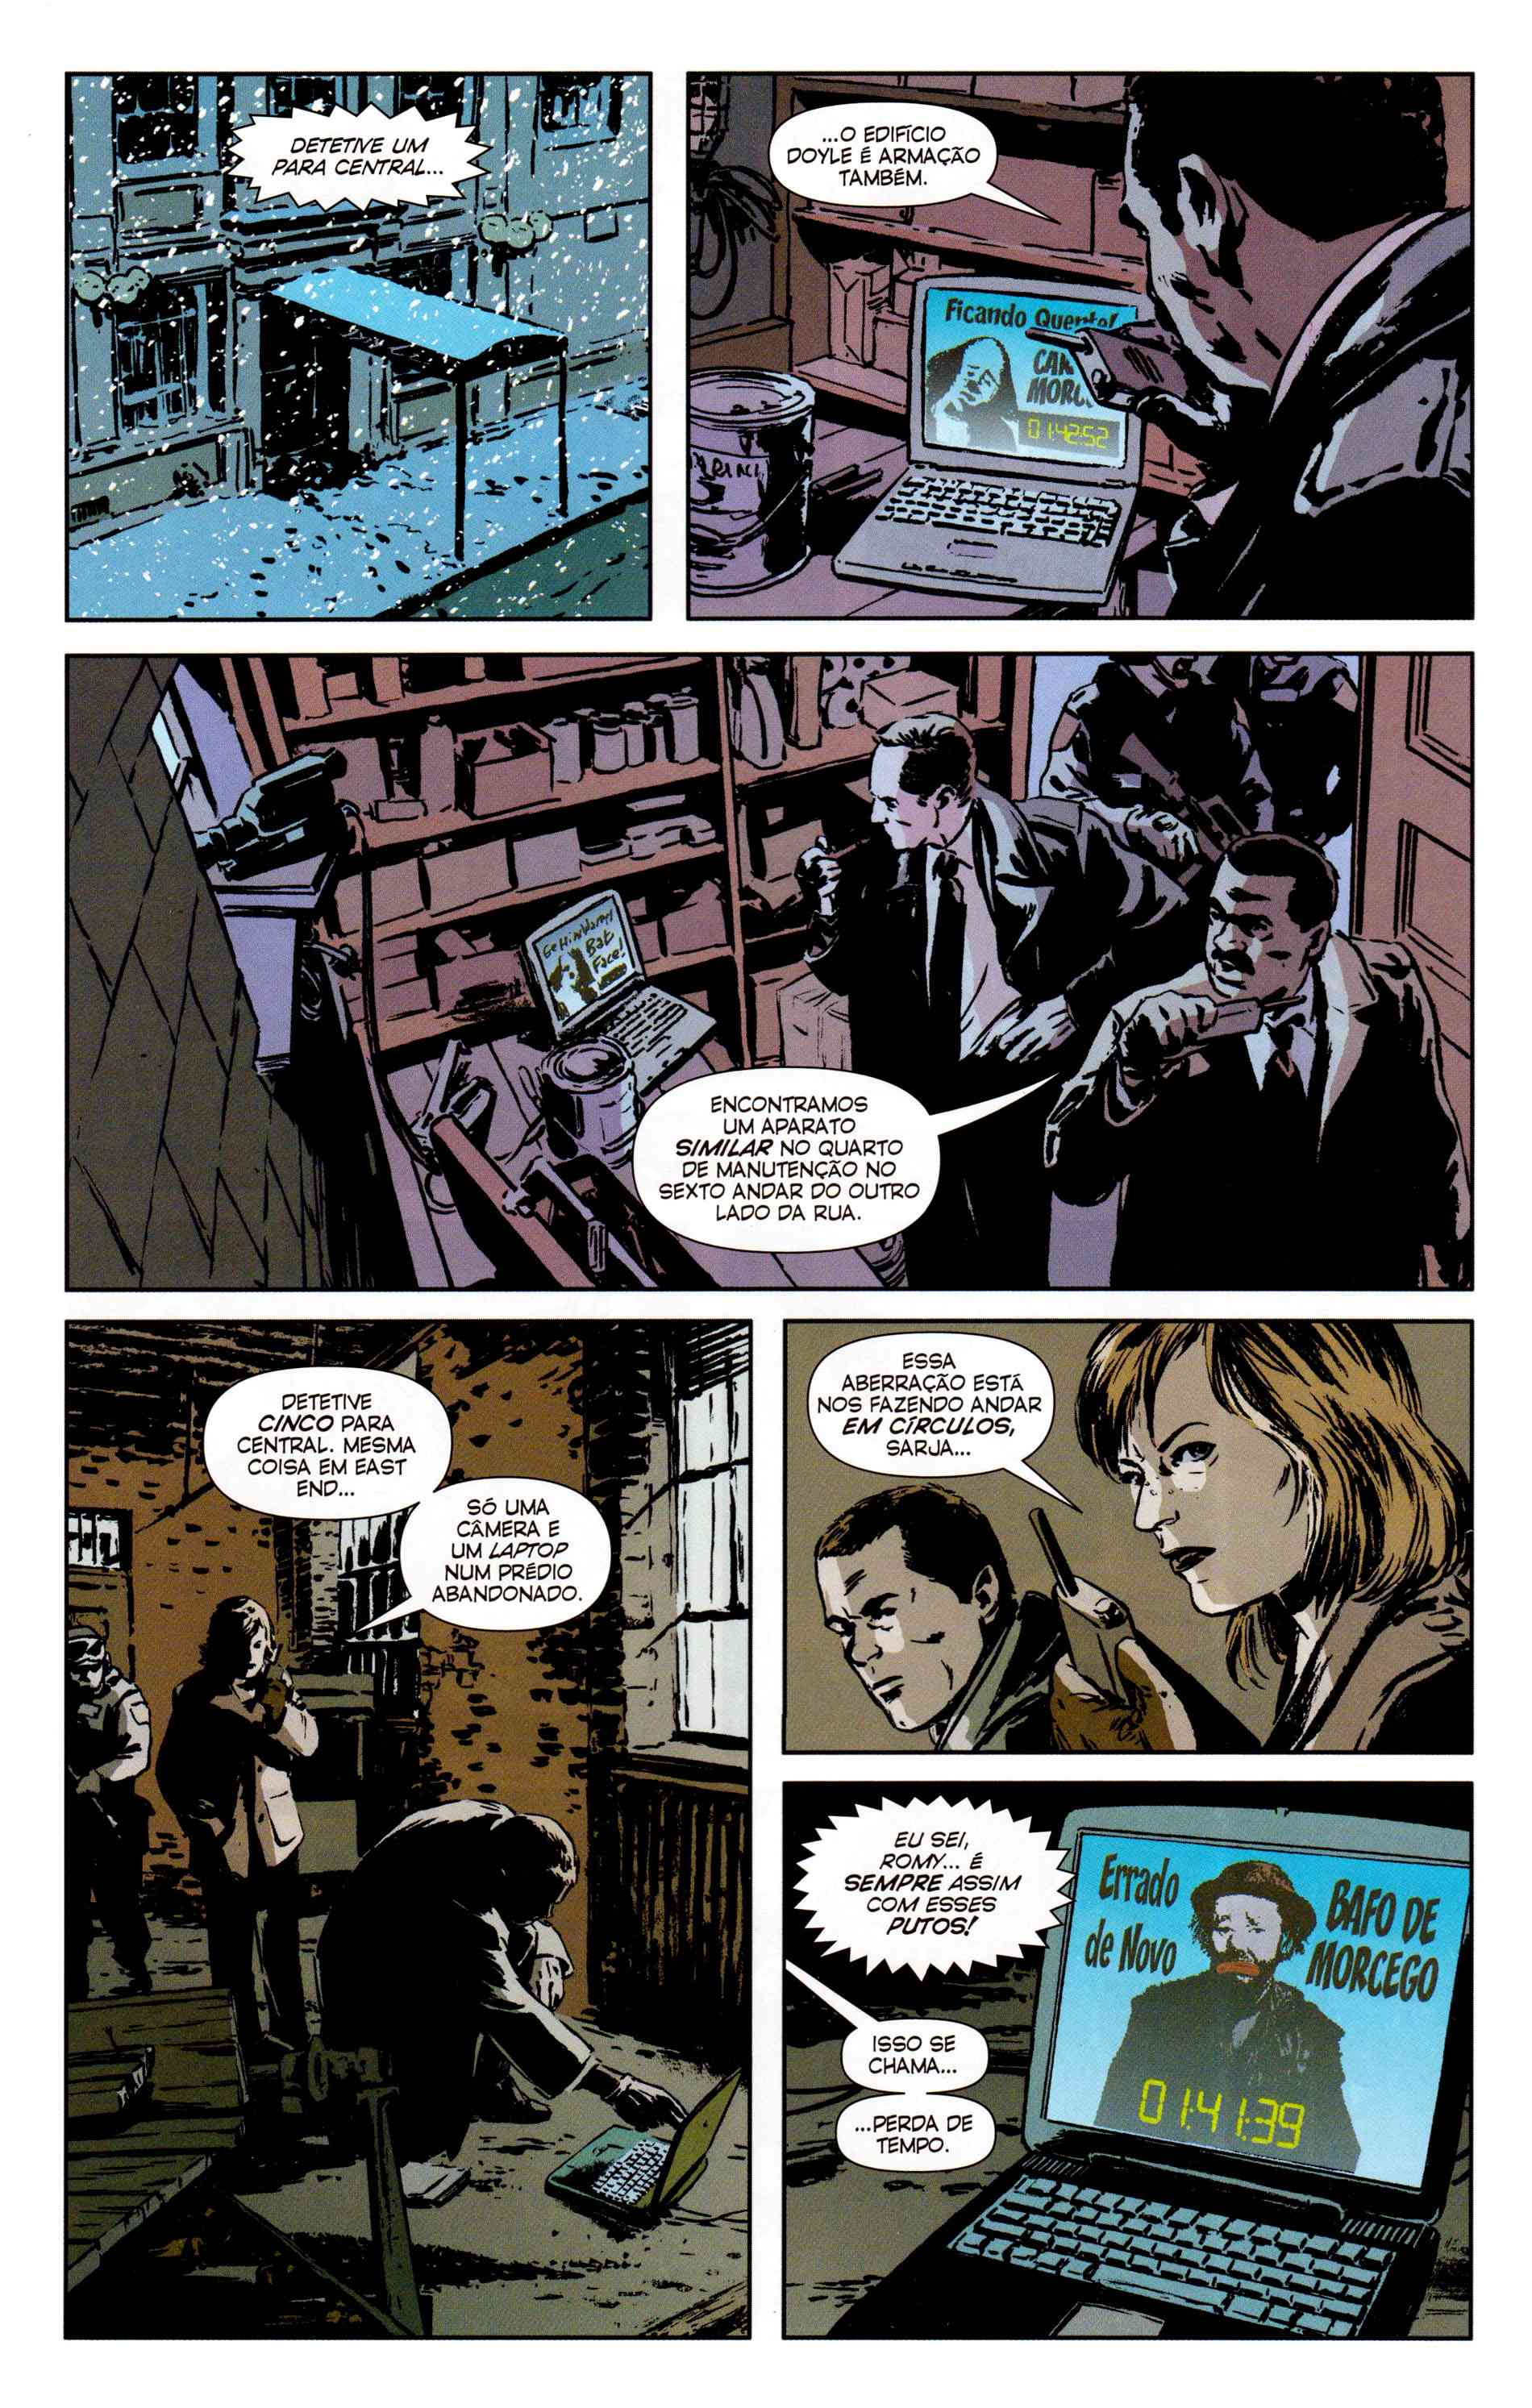 DETETIVE UM
PARA CENTRAL...
...O EDIFÍCIO
DOYLE É ARMAÇÃO
TAMBÉM.
Ficando Quente!
01:42:52
Bat
Face!
ENCONTRAMOS
UM APARATO
SIMILAR NO QUARTO
DE MANUTENÇÃO NO
SEXTO ANDAR DO OUTRO
LADO DA RUA.
DETETIVE
CINCO PARA
CENTRAL. MESMA
COISA EM EAST
END...
SÓ UMA
CÂMERA E
UM LAPTOP
NUM PRÉDIO
ABANDONADO.
ESSA
ABERRAÇÃO ESTÁ
NOS FAZENDO ANDAR
EM CÍRCULOS,
SARJA...
EU SEI,
ROMY... É
SEMPRE ASSIM
COM ESSES
PUTOS!
ISSO SE
CHAMA...
...PERDA DE
TEMPO.
Errado
de Novo
BAFO DE
MORCEGO
01:41:39